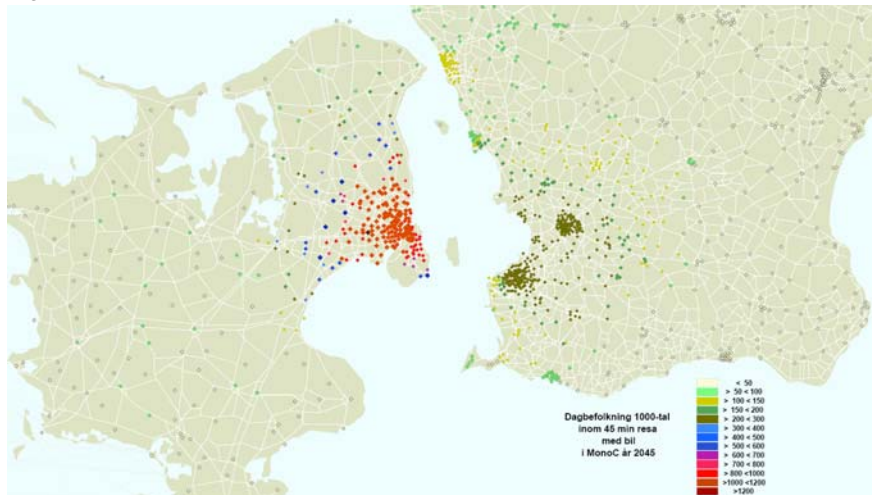 Dagbefolkning 1000-tal
inom 45 min resa
med bil
i MonoC år 2045
< 50
> 50 < 100
> 100 < 150
> 150 < 200
> 200 < 300
> 300 < 400
> 400 < 500
> 500 < 600
> 600 < 700
> 700 < 800
> 800 <1000
>1000 <1200
>1200